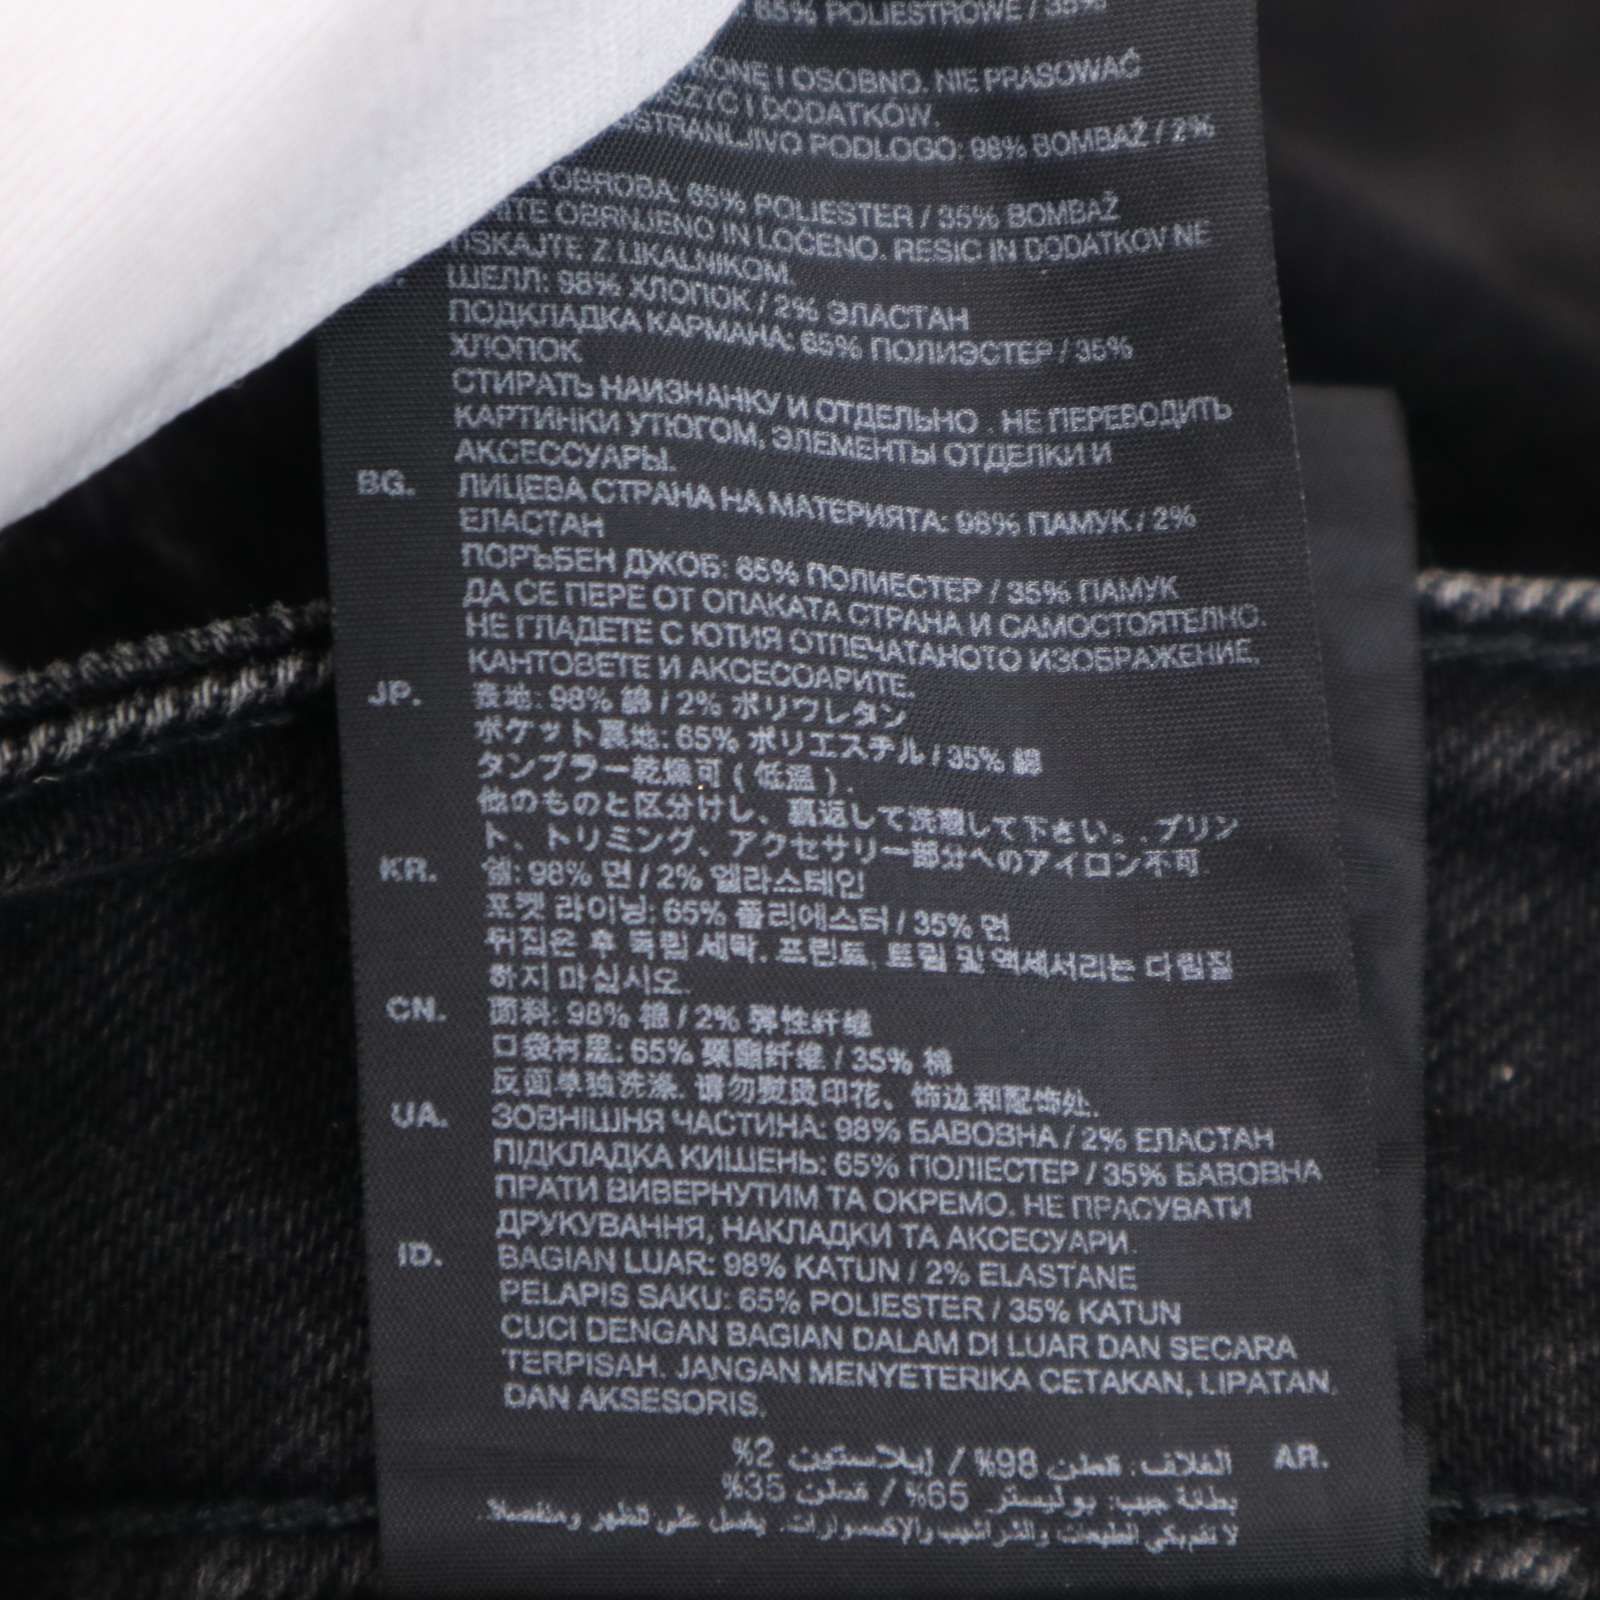 65% POLIESTROWE / 35%
I OSOBNO. NIE PRASOWAĆ
I DODATKÓW.
PODLOGO: 98% BOMBAŽ / 2%
OBROBA: 65% POLIESTER / 35% BOMBAŽ
OBRNJENO IN LOČENO. RESIC IN DODATKOV NE
Z LIKALNIKOM.
ШЕЛЛ: 98% ХЛОПОК / 2% ЭЛАСТАН
ПОДКЛАДКА КАРМАНА: 65% ПОЛИЭСТЕР / 35%
ХЛОПОК
СТИРАТЬ НАИЗНАНКУ И ОТДЕЛЬНО . НЕ ПЕРЕВОДИТЬ
КАРТИНКИ УТЮГОМ, ЭЛЕМЕНТЫ ОТДЕЛКИ И
АКСЕССУАРЫ.
BG. ЛИЦЕВА СТРАНА НА МАТЕРИЯТА: 98% ПАМУК / 2%
ЕЛАСТАН
ПОРЪБЕН ДЖОБ: 65% ПОЛИЕСТЕР / 35% ПАМУК
ДА СЕ ПЕРЕ ОТ ОПАКАТА СТРАНА И САМОСТОЯТЕЛНО.
НЕ ГЛАДЕТЕ С ЮТИЯ ОТПЕЧАТАНОТО ИЗОБРАЖЕНИЕ,
КАНТОВЕТЕ И АКСЕСОАРИТЕ.
JP. 表地: 98% 綿 / 2% ポリウレタン
ポケット裏地: 65% ポリエステル / 35% 綿
タンブラー乾燥可 ( 低温 ) .
他のものと区分けし、裏返して洗濯して下さい。. プリン
ト、トリミング、アクセサリー部分へのアイロン不可.
KR. 쉘: 98% 면 / 2% 엘라스테인
포켓 라이닝: 65% 폴리에스터 / 35% 면
뒤집은 후 독립 세탁. 프린트, 트림 및 액세서리는 다림질
하지 마십시오.
CN. 面料: 98% 棉 / 2% 弹性纤维
口袋衬里: 65% 聚酯纤维 / 35% 棉
反面单独洗涤. 请勿熨烫印花、饰边和配饰处.
UA. ЗОВНІШНЯ ЧАСТИНА: 98% БАВОВНА / 2% ЕЛАСТАН
ПІДКЛАДКА КИШЕНЬ: 65% ПОЛІЕСТЕР / 35% БАВОВНА
ПРАТИ ВИВЕРНУТИМ ТА ОКРЕМО. НЕ ПРАСУВАТИ
ДРУКУВАННЯ, НАКЛАДКИ ТА АКСЕСУАРИ.
ID. BAGIAN LUAR: 98% KATUN / 2% ELASTANE
PELAPIS SAKU: 65% POLIESTER / 35% KATUN
CUCI DENGAN BAGIAN DALAM DI LUAR DAN SECARA
TERPISAH. JANGAN MENYETERIKA CETAKAN, LIPATAN,
DAN AKSESORIS.
AR. الغلاف: قطن 98% / إيلاستين 2%
بطانة جيب: بوليستر 65% / قطن 35%
لا تقم بكي الطبعات والشرائيب والإكسسوارات. يغسل على الظهر ومنفصلا.